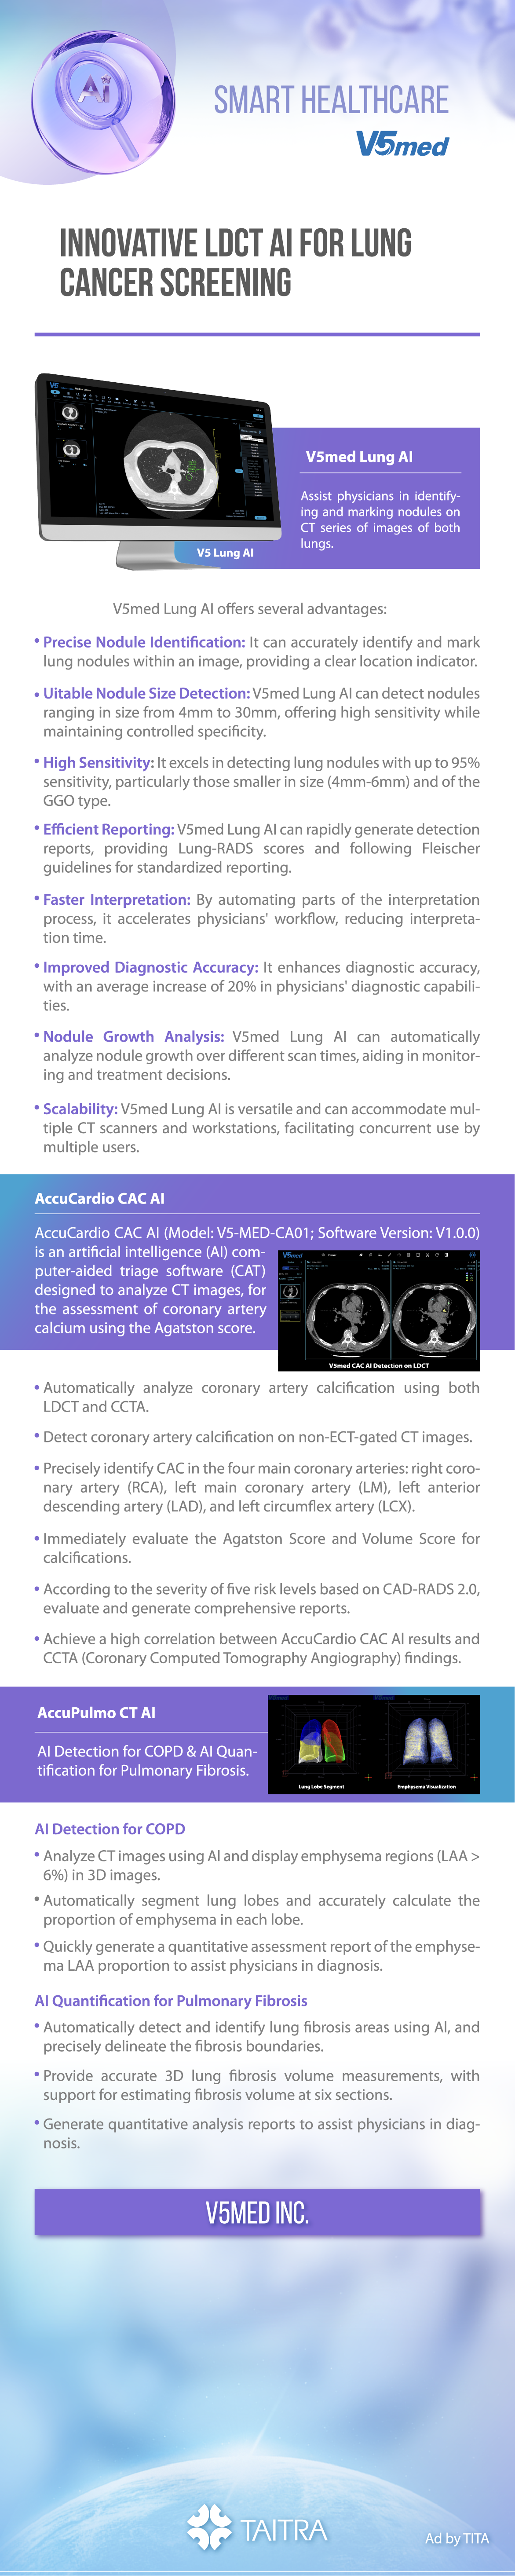 Ai
SMART HEALTHCARE
V5med
INNOVATIVE LDCT AI FOR LUNG
CANCER SCREENING
V5 Lung AI
V5med Lung AI
Assist physicians in identify-
ing and marking nodules on
CT series of images of both
lungs.
V5med Lung AI offers several advantages:
• Precise Nodule Identification: It can accurately identify and mark
lung nodules within an image, providing a clear location indicator.
• Uitable Nodule Size Detection: V5med Lung AI can detect nodules
ranging in size from 4mm to 30mm, offering high sensitivity while
maintaining controlled specificity.
• High Sensitivity: It excels in detecting lung nodules with up to 95%
sensitivity, particularly those smaller in size (4mm-6mm) and of the
GGO type.
• Efficient Reporting: V5med Lung AI can rapidly generate detection
reports, providing Lung-RADS scores and following Fleischer
guidelines for standardized reporting.
• Faster Interpretation: By automating parts of the interpretation
process, it accelerates physicians' workflow, reducing interpreta-
tion time.
• Improved Diagnostic Accuracy: It enhances diagnostic accuracy,
with an average increase of 20% in physicians' diagnostic capabili-
ties.
• Nodule Growth Analysis: V5med Lung AI can automatically
analyze nodule growth over different scan times, aiding in monitor-
ing and treatment decisions.
• Scalability: V5med Lung AI is versatile and can accommodate mul-
tiple CT scanners and workstations, facilitating concurrent use by
multiple users.
AccuCardio CAC AI
AccuCardio CAC AI (Model: V5-MED-CA01; Software Version: V1.0.0)
is an artificial intelligence (AI) com-
puter-aided triage software (CAT)
designed to analyze CT images, for
the assessment of coronary artery
calcium using the Agatston score.
V5med
V5med CAC AI Detection on LDCT
• Automatically analyze coronary artery calcification using both
LDCT and CCTA.
• Detect coronary artery calcification on non-ECT-gated CT images.
• Precisely identify CAC in the four main coronary arteries: right coro-
nary artery (RCA), left main coronary artery (LM), left anterior
descending artery (LAD), and left circumflex artery (LCX).
• Immediately evaluate the Agatston Score and Volume Score for
calcifications.
• According to the severity of five risk levels based on CAD-RADS 2.0,
evaluate and generate comprehensive reports.
• Achieve a high correlation between AccuCardio CAC AI results and
CCTA (Coronary Computed Tomography Angiography) findings.
AccuPulmo CT AI
AI Detection for COPD & AI Quan-
tification for Pulmonary Fibrosis.
V5med
V5med
Lung Lobe Segment
Emphysema Visualization
AI Detection for COPD
• Analyze CT images using AI and display emphysema regions (LAA >
6%) in 3D images.
• Automatically segment lung lobes and accurately calculate the
proportion of emphysema in each lobe.
• Quickly generate a quantitative assessment report of the emphyse-
ma LAA proportion to assist physicians in diagnosis.
AI Quantification for Pulmonary Fibrosis
• Automatically detect and identify lung fibrosis areas using AI, and
precisely delineate the fibrosis boundaries.
• Provide accurate 3D lung fibrosis volume measurements, with
support for estimating fibrosis volume at six sections.
• Generate quantitative analysis reports to assist physicians in diag-
nosis.
V5MED INC.
TAITRA
Ad by TITA